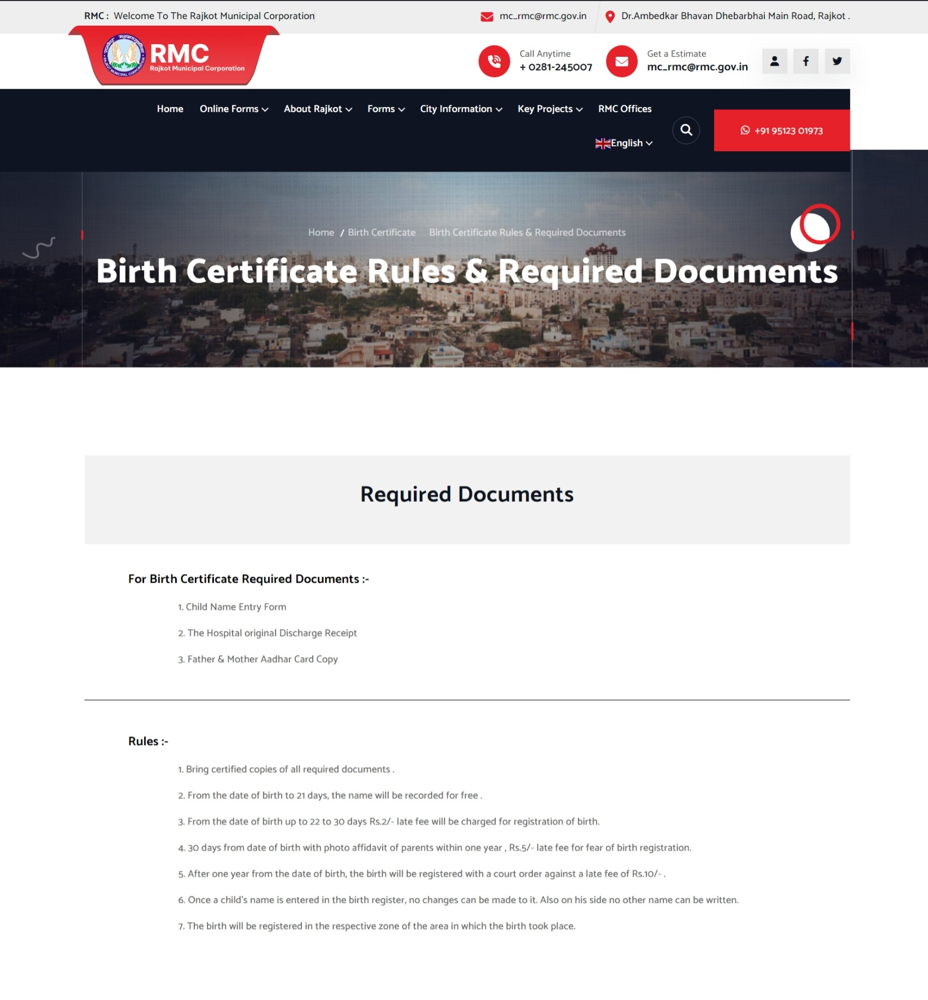 RMC : Welcome To The Rajkot Municipal Corporation
mc_rmc@rmc.gov.in
Dr.Ambedkar Bhavan Dhebarbhai Main Road, Rajkot .
રાજકોટ મહાનગરપાલિકા
RAJKOT MUNICIPAL CORPORATION
RMC
Rajkot Municipal Corporation
Call Anytime
+ 0281-245007
Get a Estimate
mc_rmc@rmc.gov.in
Home
Online Forms
About Rajkot
Forms
City Information
Key Projects
RMC Offices
English
+91 95123 01973
Home / Birth Certificate Birth Certificate Rules & Required Documents
Birth Certificate Rules & Required Documents
Required Documents
For Birth Certificate Required Documents :-
1. Child Name Entry Form
2. The Hospital original Discharge Receipt
3. Father & Mother Aadhar Card Copy
Rules :-
1. Bring certified copies of all required documents .
2. From the date of birth to 21 days, the name will be recorded for free .
3. From the date of birth up to 22 to 30 days Rs.2/- late fee will be charged for registration of birth.
4. 30 days from date of birth with photo affidavit of parents within one year , Rs.5/- late fee for fear of birth registration.
5. After one year from the date of birth, the birth will be registered with a court order against a late fee of Rs.10/- .
6. Once a child's name is entered in the birth register, no changes can be made to it. Also on his side no other name can be written.
7. The birth will be registered in the respective zone of the area in which the birth took place.